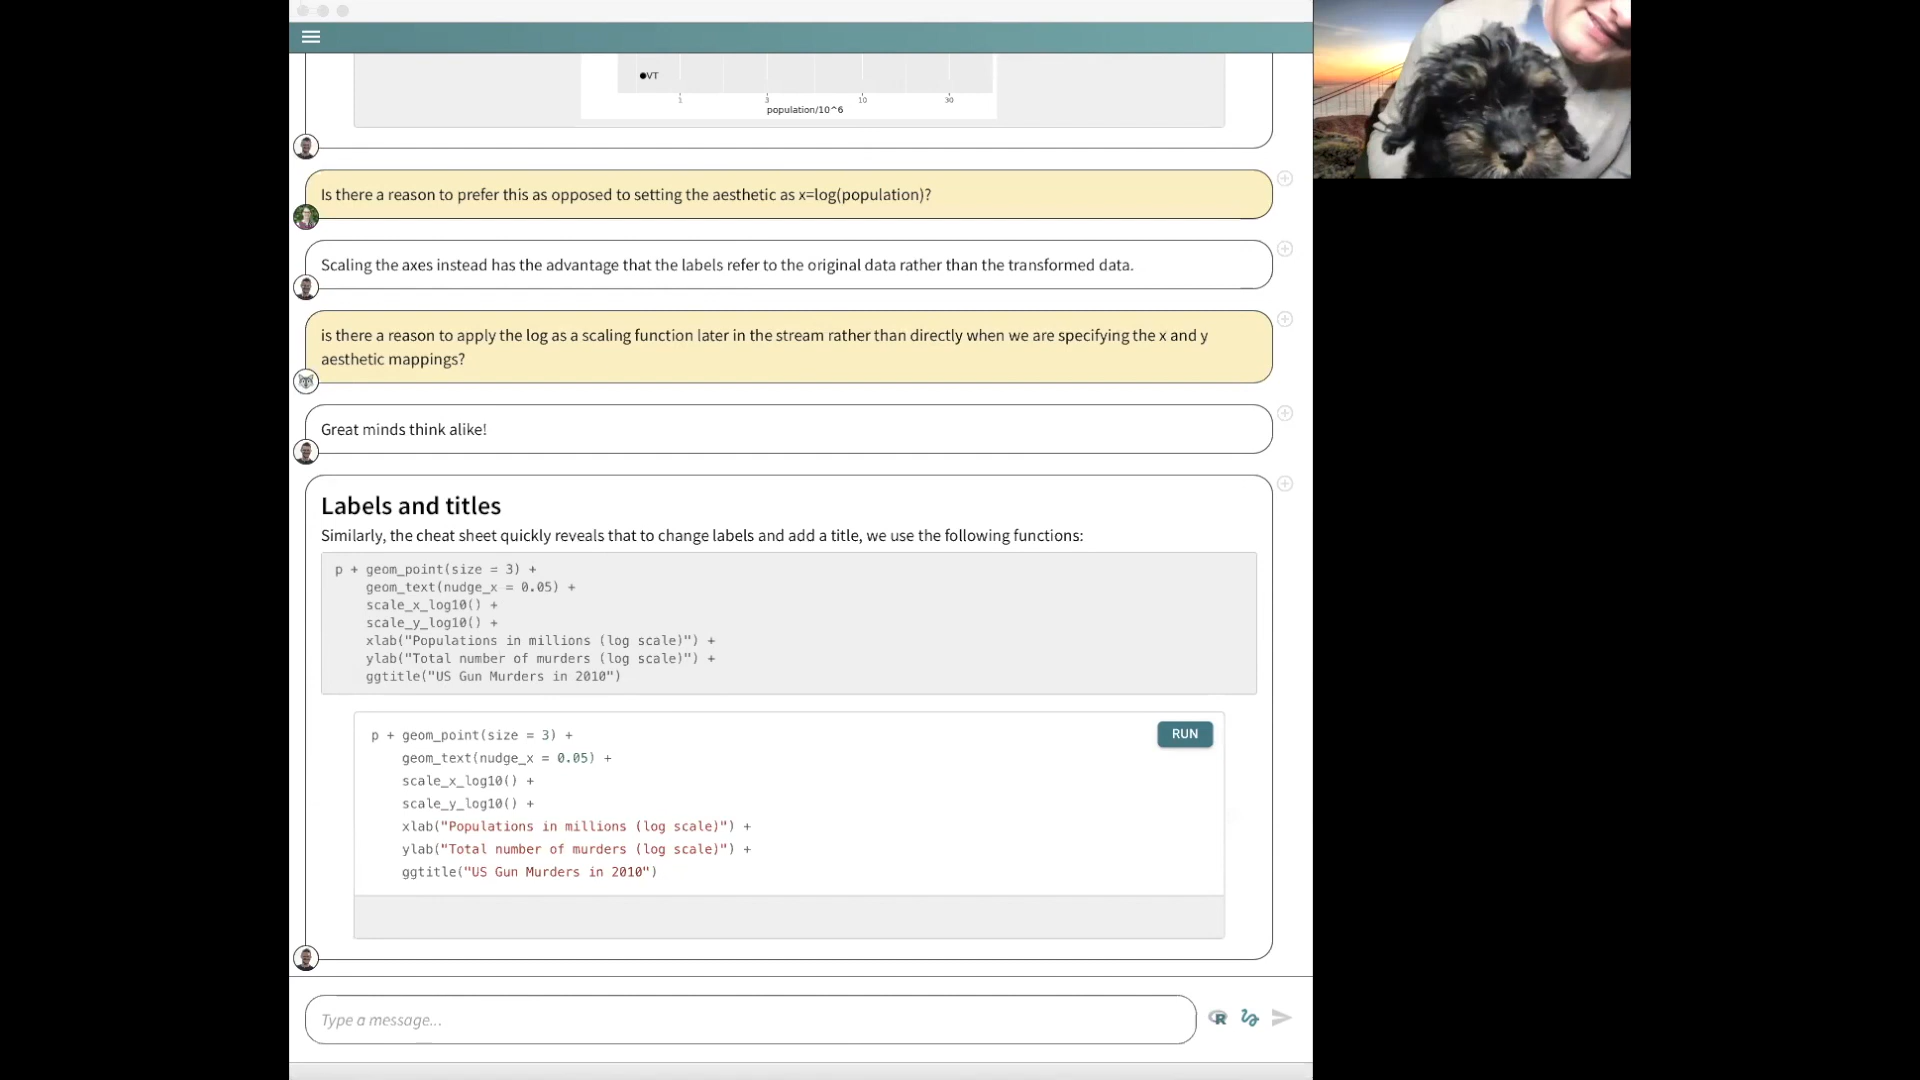 VT
1 3 10 30
population/10^6
Is there a reason to prefer this as opposed to setting the aesthetic as x=log(population)?
Scaling the axes instead has the advantage that the labels refer to the original data rather than the transformed data.
is there a reason to apply the log as a scaling function later in the stream rather than directly when we are specifying the x and y
aesthetic mappings?
Great minds think alike!
Labels and titles
Similarly, the cheat sheet quickly reveals that to change labels and add a title, we use the following functions:
p + geom_point(size = 3) +
geom_text(nudge_x = 0.05) +
scale_x_log10() +
scale_y_log10() +
xlab("Populations in millions (log scale)") +
ylab("Total number of murders (log scale)") +
ggtitle("US Gun Murders in 2010")
RUN
p + geom_point(size = 3) +
geom_text(nudge_x = 0.05) +
scale_x_log10() +
scale_y_log10() +
xlab("Populations in millions (log scale)") +
ylab("Total number of murders (log scale)") +
ggtitle("US Gun Murders in 2010")
Type a message...
R